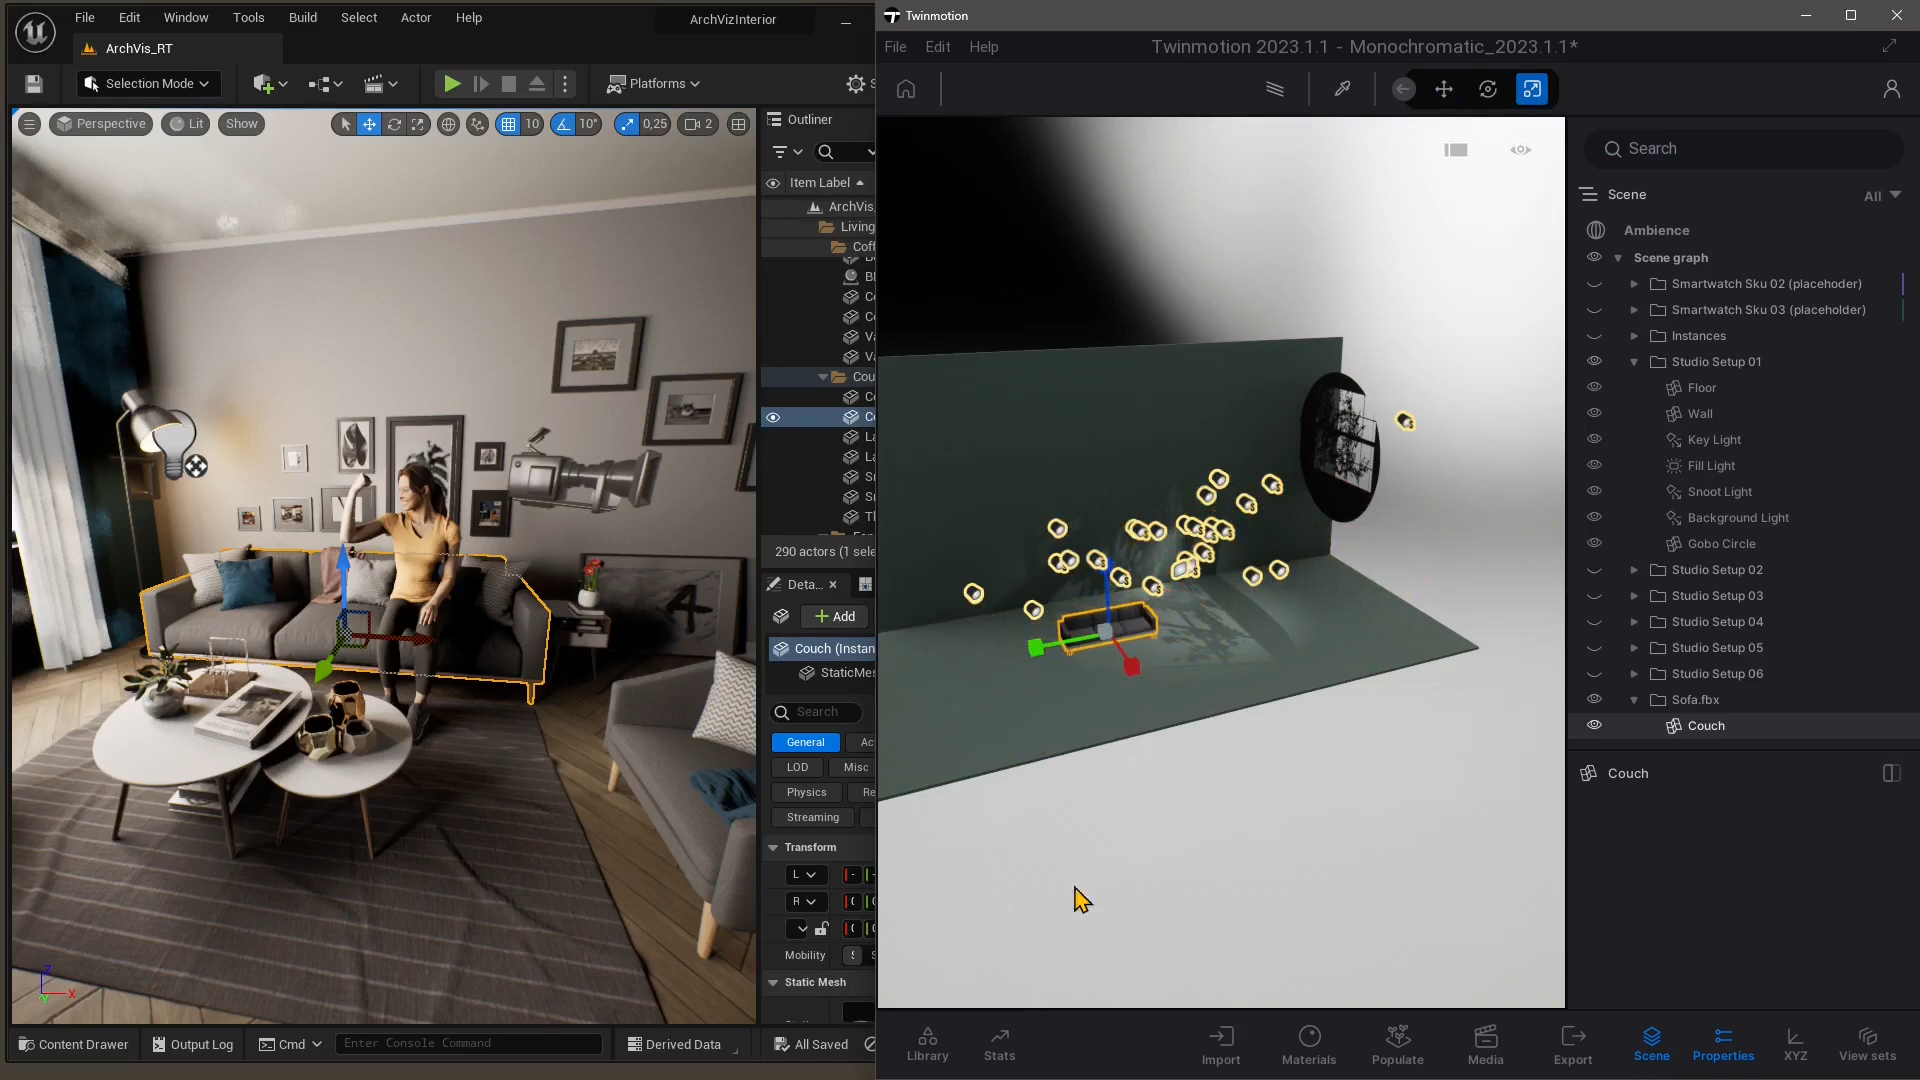 File Edit Window Tools Build Select Actor Help
ArchVizInterior
ArchVis_RT
Selection Mode
Platforms
Perspective
Lit
Show
10
10°
0,25
2
Outliner
Item Label
ArchVis
Living
Coff
Cou
290 actors (1 sele
Deta...
Add
Couch (Instan
StaticMes
Search
General
LOD
Misc
Physics
Re
Streaming
Transform
L
R
Mobility
Static Mesh
Content Drawer
Output Log
Cmd
Enter Console Command
Derived Data
All Saved
Twinmotion
File Edit Help
Twinmotion 2023.1.1 - Monochromatic_2023.1.1*
Search
Scene
All
Ambience
Scene graph
Smartwatch Sku 02 (placehoder)
Smartwatch Sku 03 (placeholder)
Instances
Studio Setup 01
Floor
Wall
Key Light
Fill Light
Snoot Light
Background Light
Gobo Circle
Studio Setup 02
Studio Setup 03
Studio Setup 04
Studio Setup 05
Studio Setup 06
Sofa.fbx
Couch
Couch
Library
Stats
Import
Materials
Populate
Media
Export
Scene
Properties
XYZ
View sets